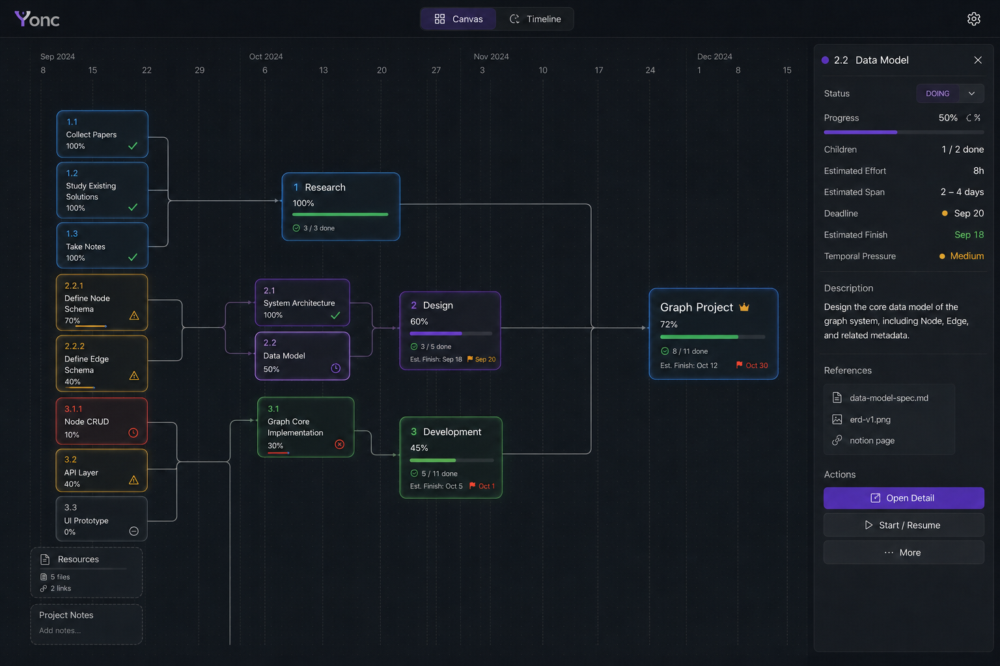 Yonc
Canvas
Timeline
Sep 2024
Oct 2024
Nov 2024
Dec 2024
8 15 22 29 6 13 20 27 3 10 17 24 1 8 15
1.1
Collect Papers
100%
1.2
Study Existing
Solutions
100%
1.3
Take Notes
100%
2.2.1
Define Node
Schema
70%
2.2.2
Define Edge
Schema
40%
3.1.1
Node CRUD
10%
3.2
API Layer
40%
3.3
UI Prototype
0%
Resources
5 files
2 links
Project Notes
Add notes...
1 Research
100%
3 / 3 done
2.1
System Architecture
100%
2.2
Data Model
50%
3.1
Graph Core
Implementation
30%
2 Design
60%
3 / 5 done
Est. Finish: Sep 18 Sep 20
3 Development
45%
5 / 11 done
Est. Finish: Oct 5 Oct 1
Graph Project
72%
8 / 11 done
Est. Finish: Oct 12 Oct 30
2.2 Data Model
Status DOING
Progress 50% %
Children 1 / 2 done
Estimated Effort 8h
Estimated Span 2 – 4 days
Deadline Sep 20
Estimated Finish Sep 18
Temporal Pressure Medium
Description
Design the core data model of the
graph system, including Node, Edge,
and related metadata.
References
data-model-spec.md
erd-v1.png
notion page
Actions
Open Detail
Start / Resume
··· More